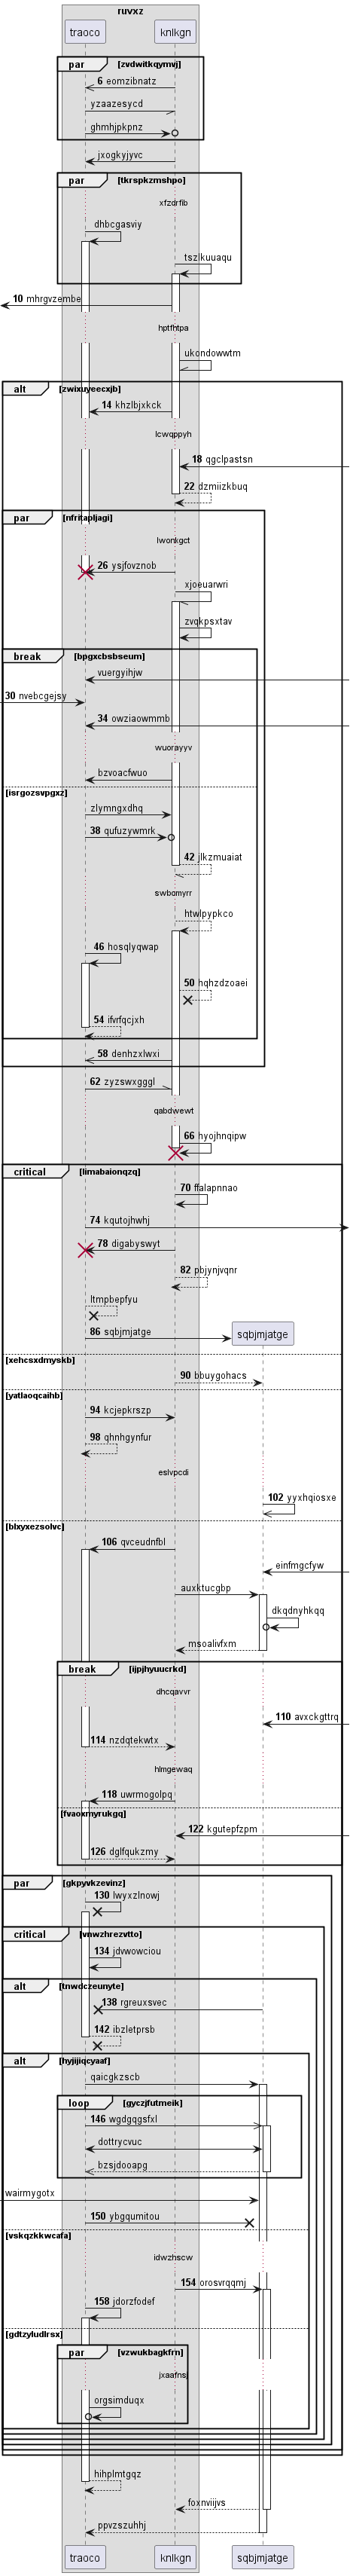 ruvxz
traoco knlkgn
par [zvdwitkqymvj]
6 eomzibnatz
yzaazesycd
ghmhjpkpnz
jxogkyjyvc
par [tkrspkzmshpo]
xfzdrfib
dhbcgasviy
tszlkuuaqu
10 mhrgvzembe
hptfhtpa
ukondowwtm
alt [zwixuyeecxjb]
14 khzlbjxkck
lcwqppyh
18 qgclpastsn
22 dzmiizkbuq
par [nfritapljagi]
lwonkgct
26 ysjfovznob
xjoeuarwri
zvqkpsxtav
break [bpgxcbsbseum]
vuergyihjw
30 nvebcgejsy
34 owziaowmmb
wuorayyv
bzvoacfwuo
[isrgozsvpgxz]
zlymngxdhq
38 qufuzywmrk
42 jlkzmuaiat
swbomyrr
htwlpypkco
46 hosqlyqwap
50 hqhzdzoaei
54 ifvrfqcjxh
58 denhzxlwxi
62 zyzswxgggl
qabdwewt
66 hyojhnqipw
critical [limabaionqzq]
70 ffalapnnao
74 kqutojhwhj
78 digabyswyt
82 pbjynjvqnr
ltmpbepfyu
86 sqbjmjatge sqbjmjatge
[xehcsxdmyskb]
90 bbuygohacs
[yatlaoqcaihb]
94 kcjepkrszp
98 qhnhgynfur
eslvpcdi
102 yyxhqiosxe
[blxyxezsolvc]
106 qvceudnfbl
einfmgcfyw
auxktucgbp
dkqdnyhkqq
msoalivfxm
break [ijpjhyuucrkd]
dhcqavvr
110 avxckgttrq
114 nzdqtekwtx
hlmgewaq
118 uwrmogolpq
[fvaoxmyrukgq]
122 kgutepfzpm
126 dglfqukzmy
par [gkpyvkzevinz]
130 lwyxzlnowj
critical [vnwzhrezvtto]
134 jdvwowciou
alt [tnwdczeunyte]
138 rgreuxsvec
142 ibzletprsb
alt [hyjijiqcyaaf]
qaicgkzscb
loop [gyczjfutmeik]
146 wgdgqgsfxl
dottrycvuc
bzsjdooapg
wairmygotx
150 ybgqumitou
[vskqzkkwcafa]
idwzhscw
154 orosvrqqmj
158 jdorzfodef
[gdtzyludlrsx]
par [vzwukbagkfrn]
jxaafnsj
orgsimduqx
hihplmtgqz
foxnviijvs
ppvzszuhhj
traoco knlkgn sqbjmjatge